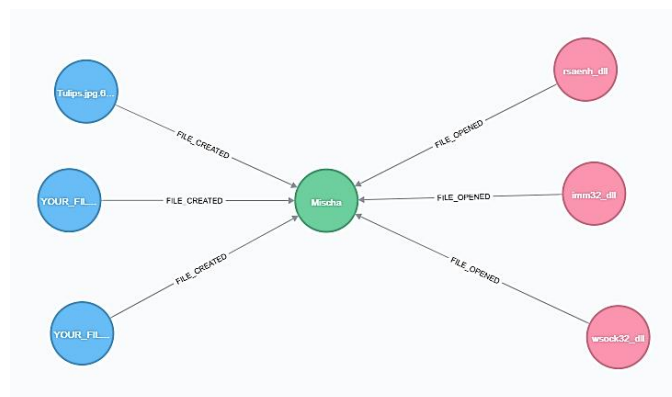 Tulips.jpg.6...
FILE_CREATED
YOUR_FIL...
FILE_CREATED
YOUR_FIL...
FILE_CREATED
Mischa
rsaenh_dll
FILE_OPENED
imm32_dll
FILE_OPENED
wsock32_dll
FILE_OPENED